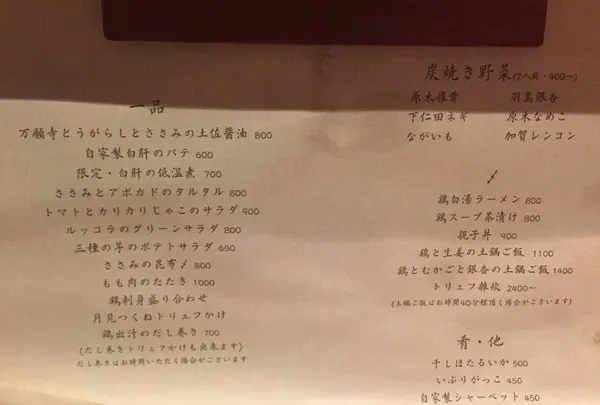 一品
万願寺とうがらしとささみの土佐醤油 800
自家製白肝のパテ 600
限定・白肝の低温煮 700
ささみとアボカドのタルタル 800
トマトとカリカリじゃこのサラダ 900
ルッコラのグリーンサラダ 800
三種の芋のポテトサラダ 650
ささみの昆布〆 800
もも肉のたたき 1000
鶏刺身盛り合わせ
月見つくねトリュフかけ
鶏出汁のだし巻き 700
(だし巻きトリュフかけも出来ます)
だし巻きはお時間いただく場合がございます
炭焼き野菜(2人前・400〜)
原木椎茸 羽島銀杏
下仁田ネギ 原木なめこ
ながいも 加賀レンコン
〆
鶏白湯ラーメン 800
鶏スープ茶漬け 800
親子丼 900
鶏と生姜の土鍋ご飯 1100
鶏とむかごと銀杏の土鍋ご飯 1400
トリュフ雑炊 2400〜
(土鍋ご飯はお時間40分程頂く場合がございます)
肴・他
干しほたるいか 500
いぶりがっこ 450
自家製シャーベット 450